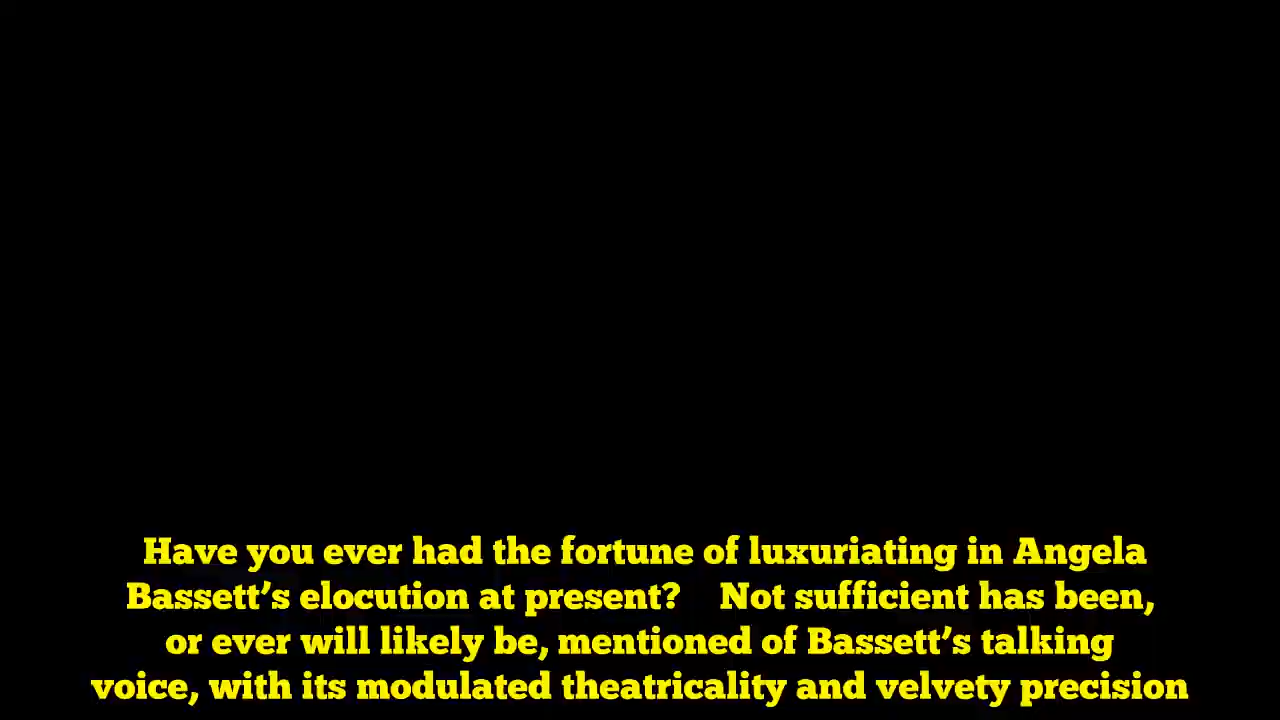 Have you ever had the fortune of luxuriating in Angela
Bassett’s elocution at present? Not sufficient has been,
or ever will likely be, mentioned of Bassett’s talking
voice, with its modulated theatricality and velvety precision